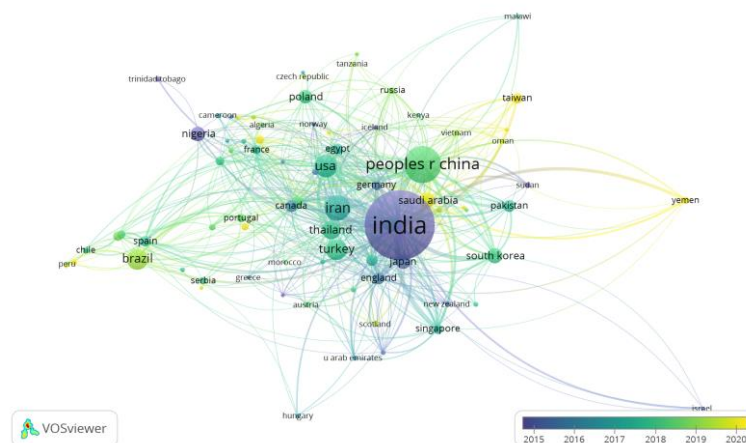 malawi
tanzania
trinidad tobago
czech republic
russia
poland
taiwan
cameroon
kenya
algeria
norway
iceland
vietnam
nigeria
oman
france
egypt
usa
peoples r china
germany
sudan
saudi arabia
yemen
canada
iran
pakistan
portugal
thailand
india
chile
spain
turkey
brazil
south korea
peru
morocco
japan
serbia
greece
england
austria
new zealand
scotland
singapore
u arab emirates
israel
hungary
VOSviewer
2015 2016 2017 2018 2019 2020